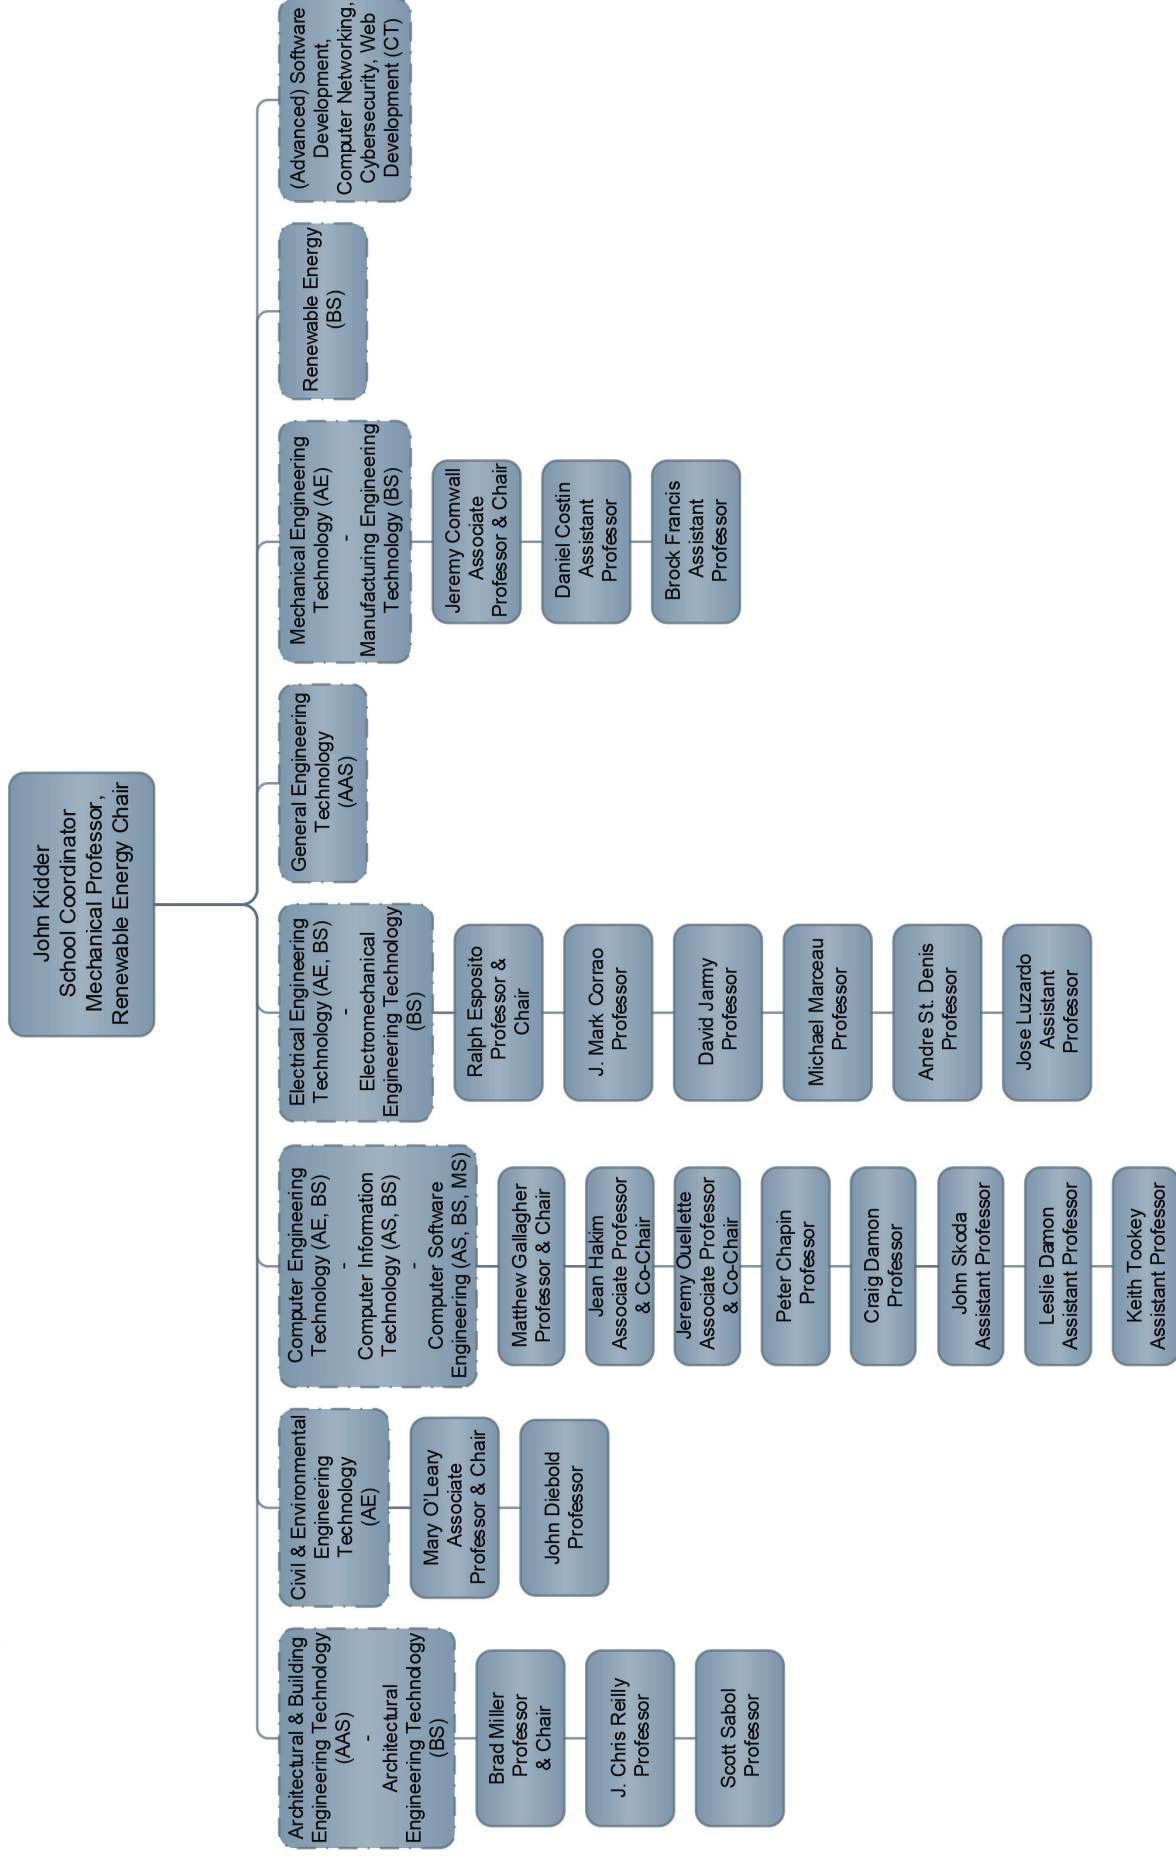 John Kidder
School Coordinator
Mechanical Professor,
Renewable Energy Chair
Architectural & Building
Engineering Technology
(AAS)
-
Architectural
Engineering Technology
(BS)
Brad Miller
Professor
& Chair
J. Chris Reilly
Professor
Scott Sabol
Professor
Civil & Environmental
Engineering
Technology
(AE)
Mary O'Leary
Associate
Professor & Chair
John Diebold
Professor
Computer Engineering
Technology (AE, BS)
-
Computer Information
Technology (AS, BS)
-
Computer Software
Engineering (AS, BS, MS)
Matthew Gallagher
Professor & Chair
Jean Hakim
Associate Professor
& Co-Chair
Jeremy Ouellette
Associate Professor
& Co-Chair
Peter Chapin
Professor
Craig Damon
Professor
John Skoda
Assistant Professor
Leslie Damon
Assistant Professor
Keith Tookey
Assistant Professor
Electrical Engineering
Technology (AE, BS)
-
Electromechanical
Engineering Technology
(BS)
Ralph Esposito
Professor &
Chair
J. Mark Corrao
Professor
David Jarmy
Professor
Michael Marceau
Professor
Andre St. Denis
Professor
Jose Luzardo
Assistant
Professor
General Engineering
Technology
(AAS)
Mechanical Engineering
Technology (AE)
-
Manufacturing Engineering
Technology (BS)
Jeremy Cornwall
Associate
Professor & Chair
Daniel Costin
Assistant
Professor
Brock Francis
Assistant
Professor
Renewable Energy
(BS)
(Advanced) Software
Development,
Computer Networking,
Cybersecurity, Web
Development (CT)